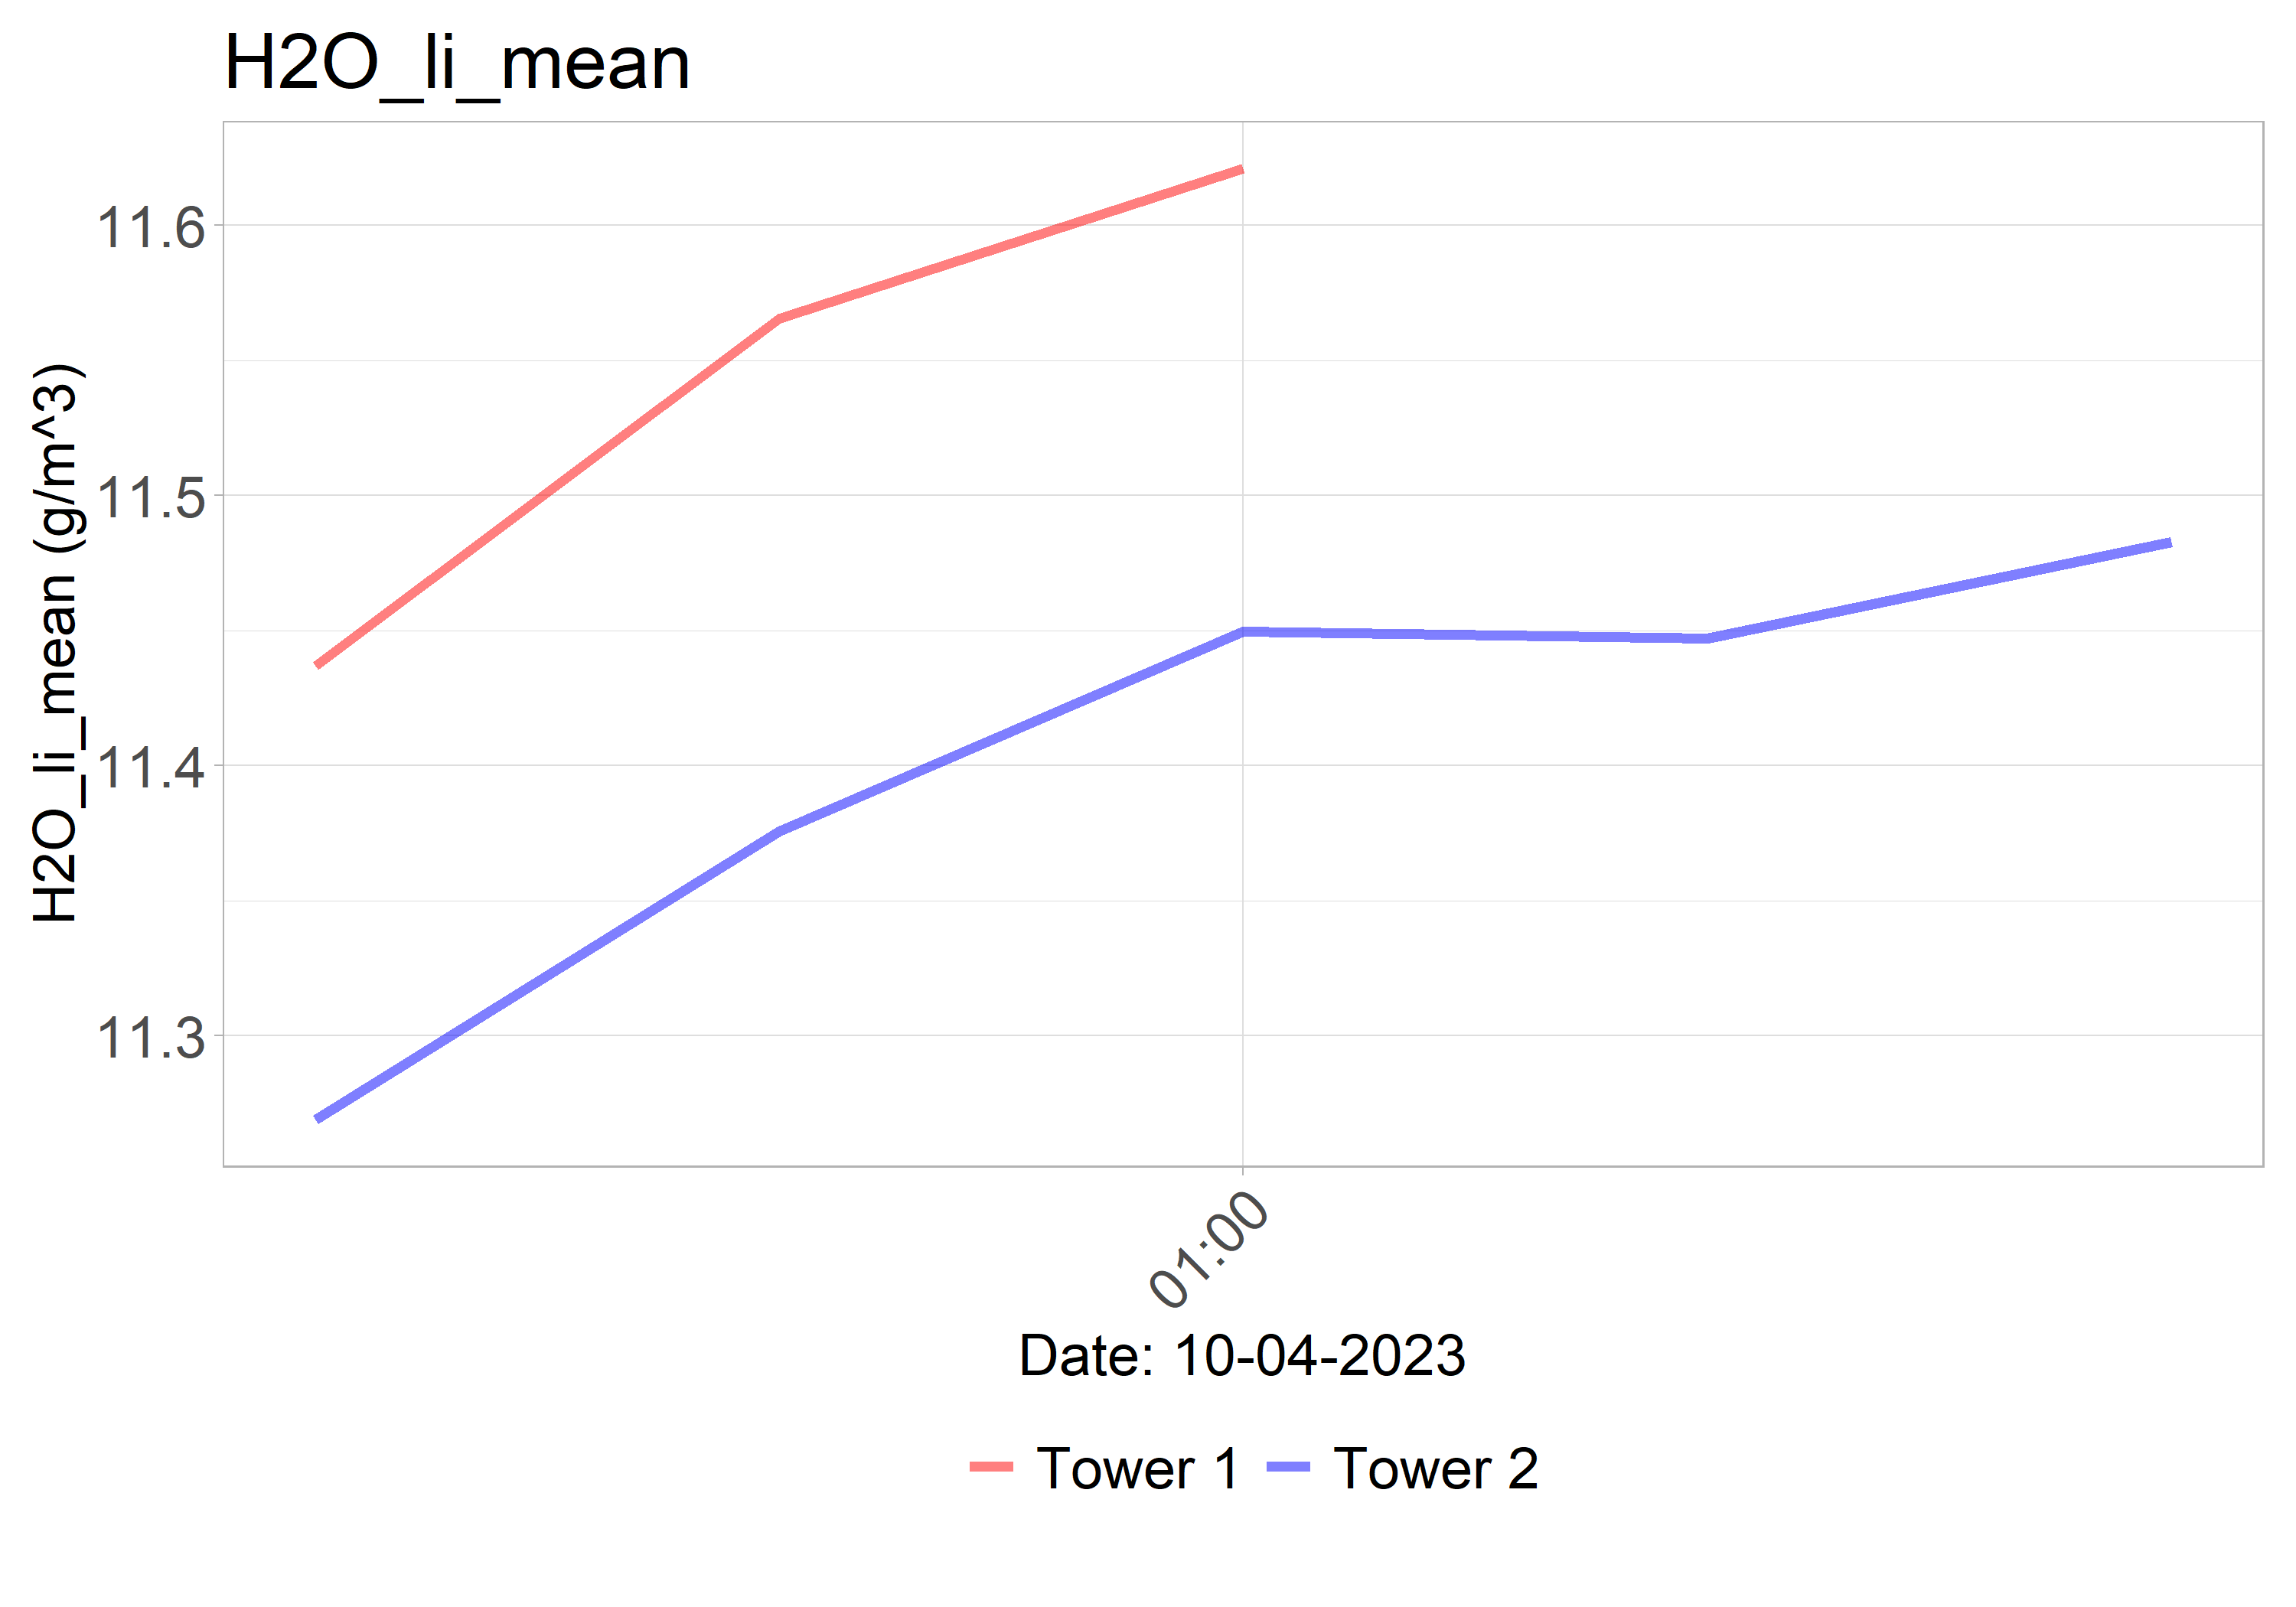 H2O_li_mean
H2O_li_mean (g/m^3)
11.6
11.5
11.4
11.3
01:00
Date: 10-04-2023
Tower 1 Tower 2